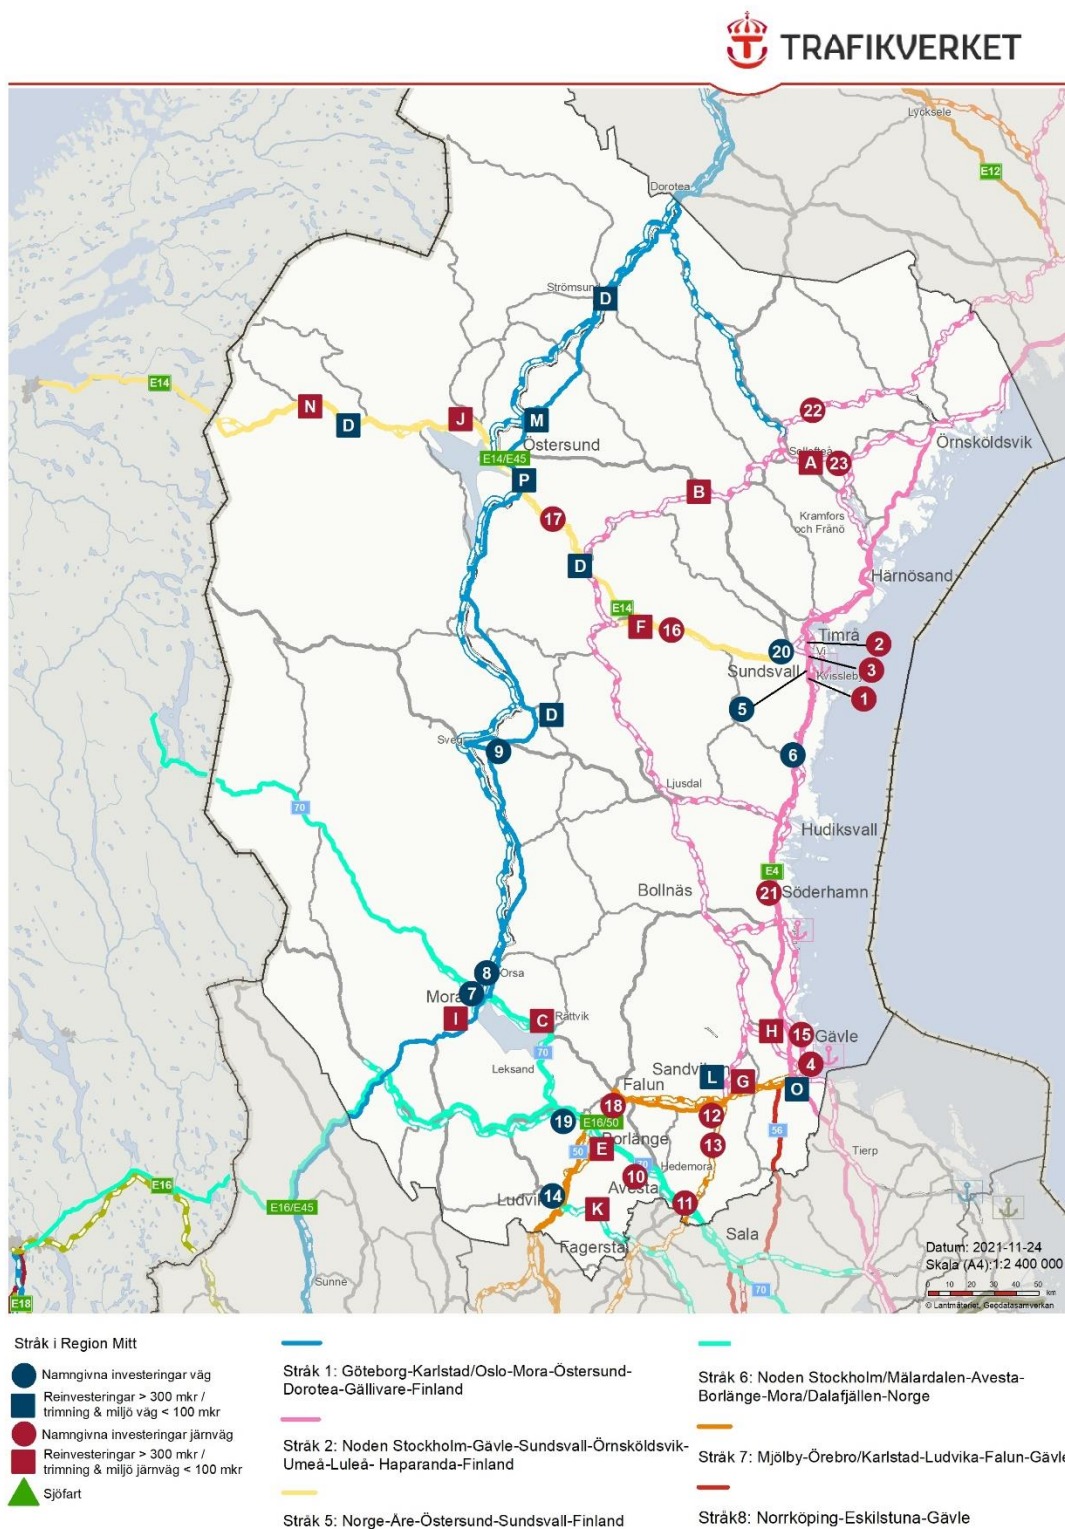 TRAFIKVERKET
Lycksele
E12
Dorotea
Strömsun
D
E14
N
D
J
M
22
Östersund
E14/E45
Örnsköldsvik
A
23
P
B
17
Kramfors
och Frånö
D
Härnösand
E14
F
16
Timrå
2
20
Vi
Sundsvall
3
Kvissleby
5
1
D
Sveg
9
6
70
Ljusdal
Hudiksvall
E4
Bollnäs
21
Söderhamn
8
Orsa
Mora
7
I
C
Rättvik
H
15
Gävle
70
Leksand
Sandvi
4
Falun
L
G
O
18
12
19
E16/50
56
Borlänge
13
Tierp
50
E
70
Hedemora
10
Avesta
E16
Ludvi
14
11
E16/E45
K
Sala
Fagersta
Datum: 2021-11-24
Skala (A4):1:2 400 000
Sunne
70
0 10 20 30 40 50
km
E18
© Lantmäteriet, Geodatasamverkan
Stråk i Region Mitt
Namngivna investeringar väg
Reinvesteringar > 300 mkr /
trimning & miljö väg < 100 mkr
Namngivna investeringar järnväg
Reinvesteringar > 300 mkr /
trimning & miljö järnväg < 100 mkr
Sjöfart
Stråk 1: Göteborg-Karlstad/Oslo-Mora-Östersund-
Dorotea-Gällivare-Finland
Stråk 2: Noden Stockholm-Gävle-Sundsvall-Örnsköldsvik-
Umeå-Luleå- Haparanda-Finland
Stråk 5: Norge-Åre-Östersund-Sundsvall-Finland
Stråk 6: Noden Stockholm/Mälardalen-Avesta-
Borlänge-Mora/Dalafjällen-Norge
Stråk 7: Mjölby-Örebro/Karlstad-Ludvika-Falun-Gävle
Stråk8: Norrköping-Eskilstuna-Gävle